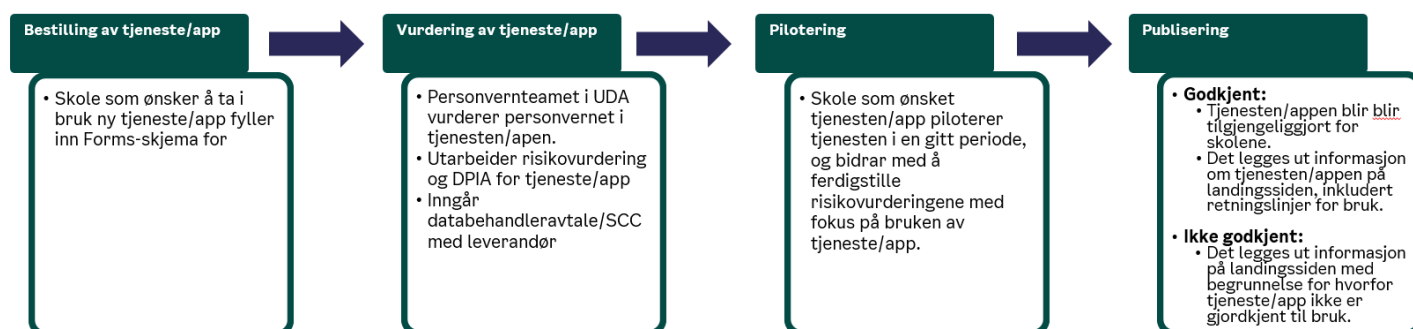 Bestilling av tjeneste/app
• Skole som ønsker å ta i
bruk ny tjeneste/app fyller
inn Forms-skjema for
Vurdering av tjeneste/app
• Personvernteamet i UDA
vurderer personvernet i
tjenesten/apen.
• Utarbeider risikovurdering
og DPIA for tjeneste/app
• Inngår
databehandleravtale/SCC
med leverandør
Pilotering
• Skole som ønsket
tjenesten/app piloterer
tjenesten i en gitt periode,
og bidrar med å
ferdigstille
risikovurderingene med
fokus på bruken av
tjeneste/app.
Publisering
• Godkjent:
• Tjenesten/appen blir blir
tilgjengeliggjort for
skolene.
• Det legges ut informasjon
om tjenesten/appen på
landingssiden, inkludert
retningslinjer for bruk.
• Ikke godkjent:
• Det legges ut informasjon
på landingssiden med
begrunnelse for hvorfor
tjeneste/app ikke er
gjordkjent til bruk.